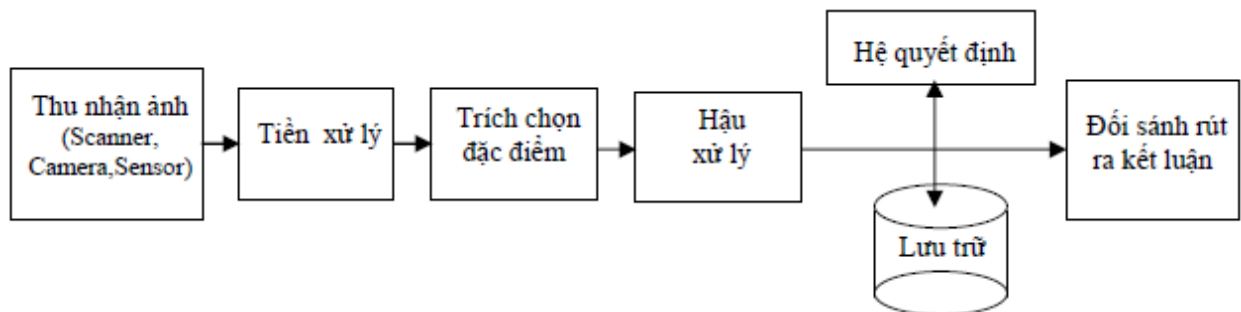 Thu nhận ảnh
(Scanner,
Camera,Sensor)
Tiền xử lý
Trích chọn
đặc điểm
Hậu
xử lý
Hệ quyết định
Lưu trữ
Đối sánh rút
ra kết luận